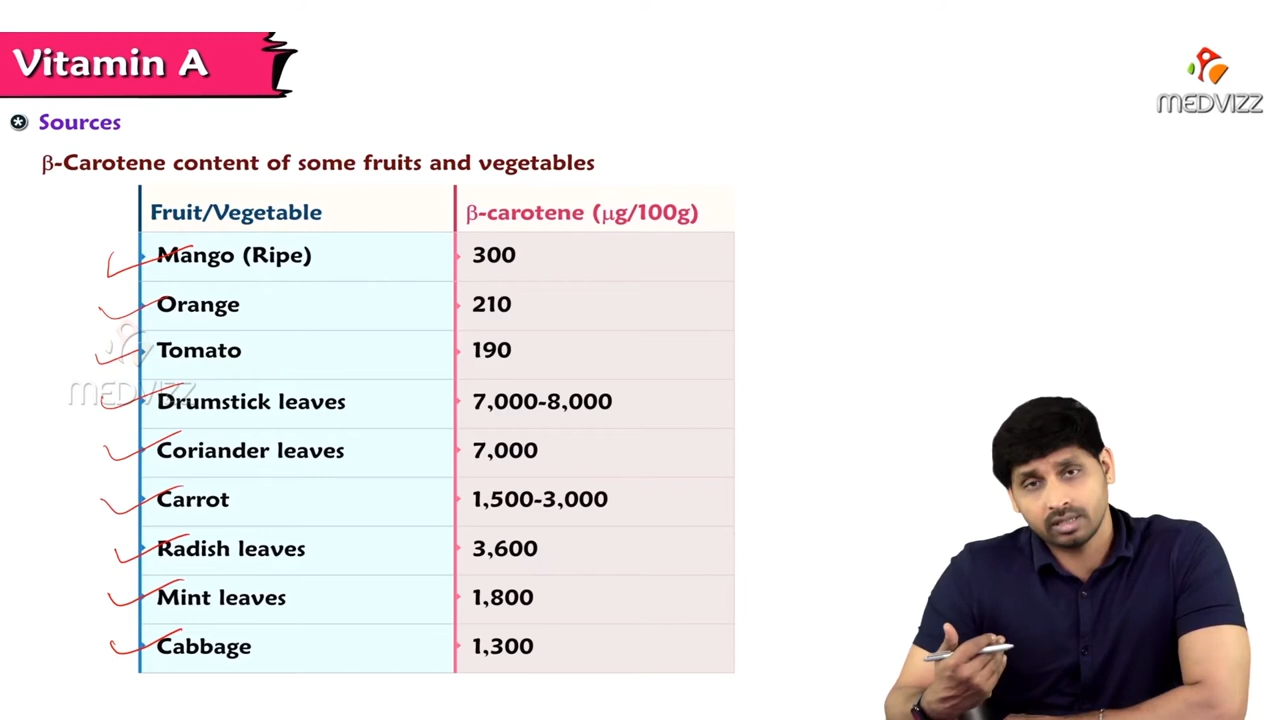 Vitamin A
MEDVIZZ
Sources
β-Carotene content of some fruits and vegetables
Fruit/Vegetable β-carotene (μg/100g)
Mango (Ripe) 300
Orange 210
Tomato 190
MEDVIZZ
Drumstick leaves 7,000-8,000
Coriander leaves 7,000
Carrot 1,500-3,000
Radish leaves 3,600
Mint leaves 1,800
Cabbage 1,300